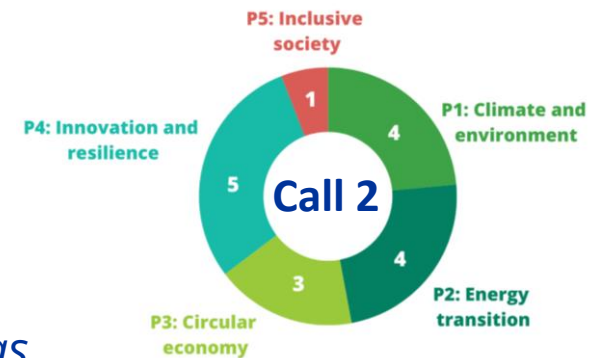 P5: Inclusive
society
1
P1: Climate and
environment
4
P4: Innovation and
resilience
5
Call 2
4
P2: Energy
transition
3
P3: Circular
economy